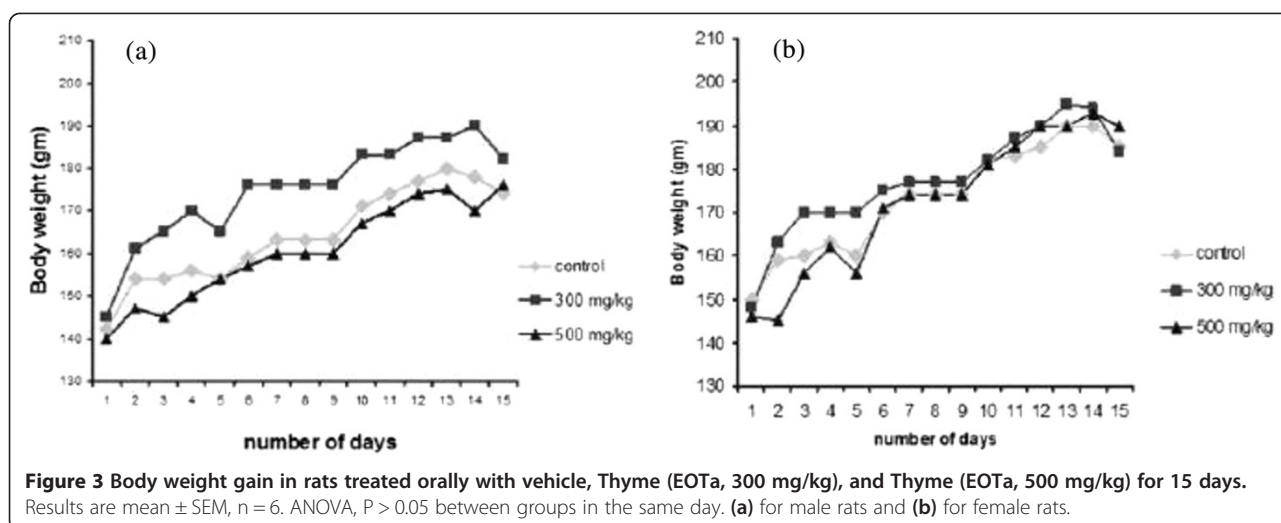 (a)
210
200
190
180
170
160
150
140
130
Body weight (gm)
1 2 3 4 5 6 7 8 9 10 11 12 13 14 15
number of days
control
300 mg/kg
500 mg/kg
(b)
210
200
190
180
170
160
150
140
130
Body weight (gm)
1 2 3 4 5 6 7 8 9 10 11 12 13 14 15
number of days
control
300 mg/kg
500 mg/kg
Figure 3 Body weight gain in rats treated orally with vehicle, Thyme (EOTa, 300 mg/kg), and Thyme (EOTa, 500 mg/kg) for 15 days.
Results are mean ± SEM, n = 6. ANOVA, P > 0.05 between groups in the same day. (a) for male rats and (b) for female rats.